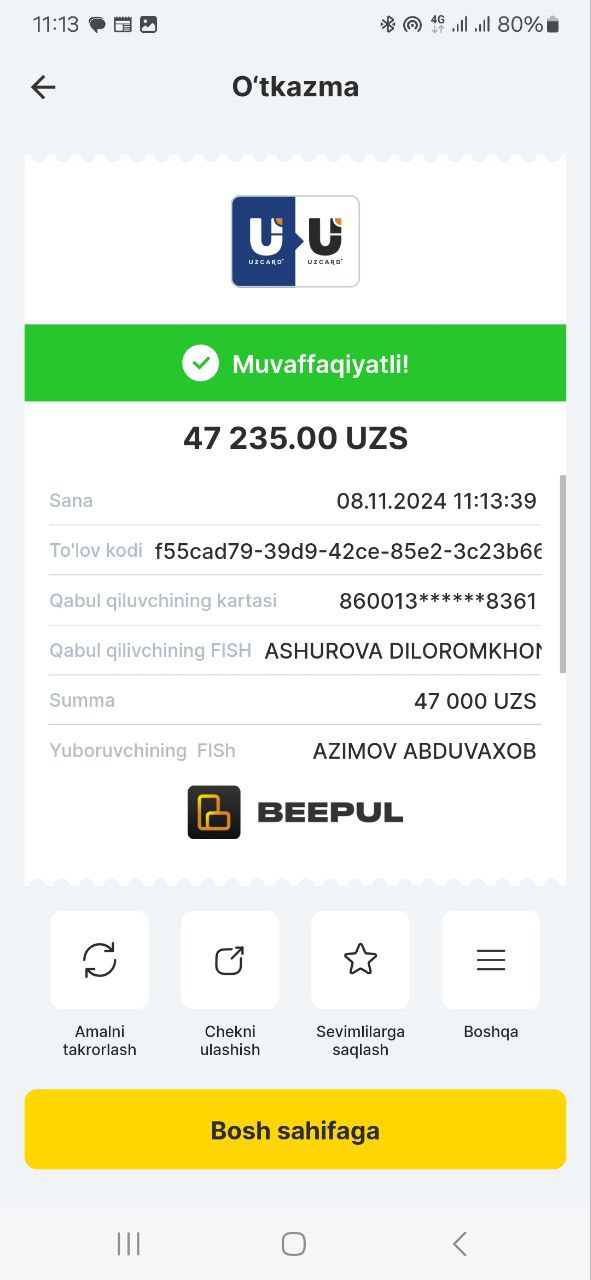 11:13 4G 80%
O‘tkazma
UZCARD UZCARD
Muvaffaqiyatli!
47 235.00 UZS
Sana 08.11.2024 11:13:39
To'lov kodi f55cad79-39d9-42ce-85e2-3c23b66
Qabul qiluvchining kartasi 860013******8361
Qabul qilivchining FISH ASHUROVA DILOROMKHON
Summa 47 000 UZS
Yuboruvchining FISh AZIMOV ABDUVAXOB
BEEPUL
Amalni takrorlash
Chekni ulashish
Sevimlilarga saqlash
Boshqa
Bosh sahifaga